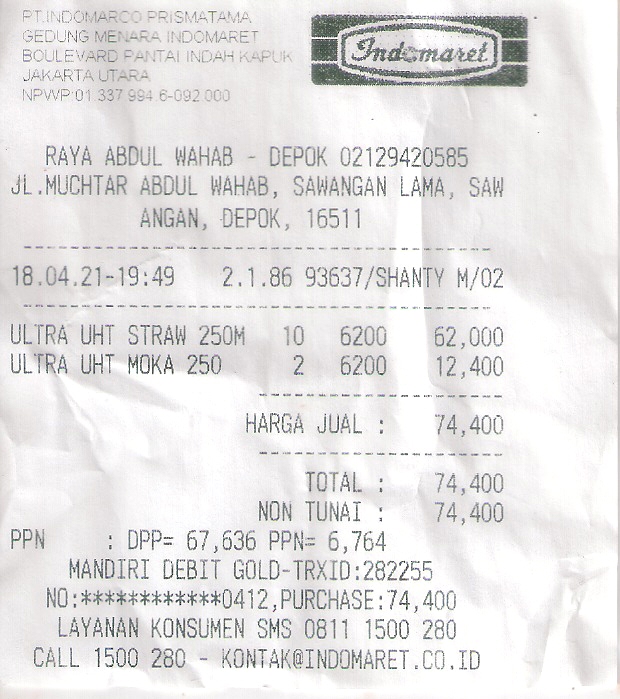 PT.INDOMARCO PRISMATAMA
GEDUNG MENARA INDOMARET
BOULEVARD PANTAI INDAH KAPUK
JAKARTA UTARA
NPWP:01.337.994.6-092.000
Indomaret
RAYA ABDUL WAHAB - DEPOK 02129420585
JL.MUCHTAR ABDUL WAHAB, SAWANGAN LAMA, SAW
ANGAN, DEPOK, 16511
18.04.21-19:49 2.1.86 93637/SHANTY M/02
ULTRA UHT STRAW 250M 10 6200 62,000
ULTRA UHT MOKA 250 2 6200 12,400
HARGA JUAL : 74,400
TOTAL : 74,400
NON TUNAI : 74,400
PPN : DPP= 67,636 PPN= 6,764
MANDIRI DEBIT GOLD-TRXID:282255
NO:************0412,PURCHASE:74,400
LAYANAN KONSUMEN SMS 0811 1500 280
CALL 1500 280 - KONTAK@INDOMARET.CO.ID